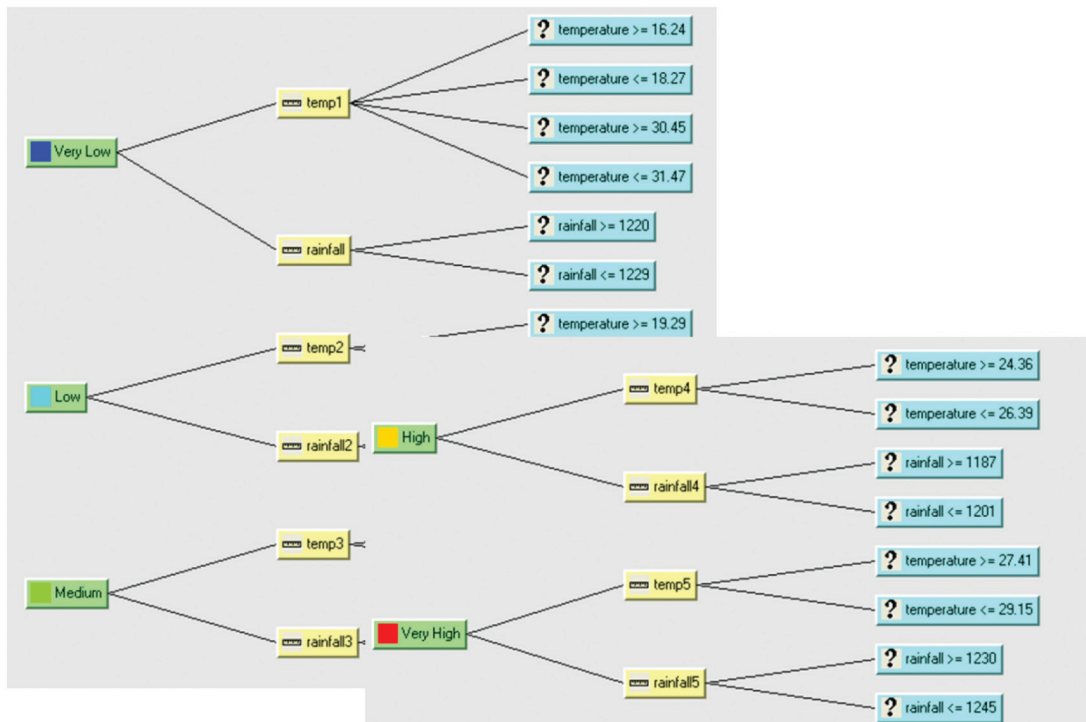 temperature >= 16.24
temperature <= 18.27
temp1
temperature >= 30.45
Very Low
temperature <= 31.47
rainfall >= 1220
rainfall
rainfall <= 1229
temperature >= 19.29
temp2
Low
rainfall2
temp3
Medium
rainfall3
temperature >= 24.36
temp4
temperature <= 26.39
High
rainfall >= 1187
rainfall4
rainfall <= 1201
temperature >= 27.41
temp5
temperature <= 29.15
Very High
rainfall >= 1230
rainfall5
rainfall <= 1245